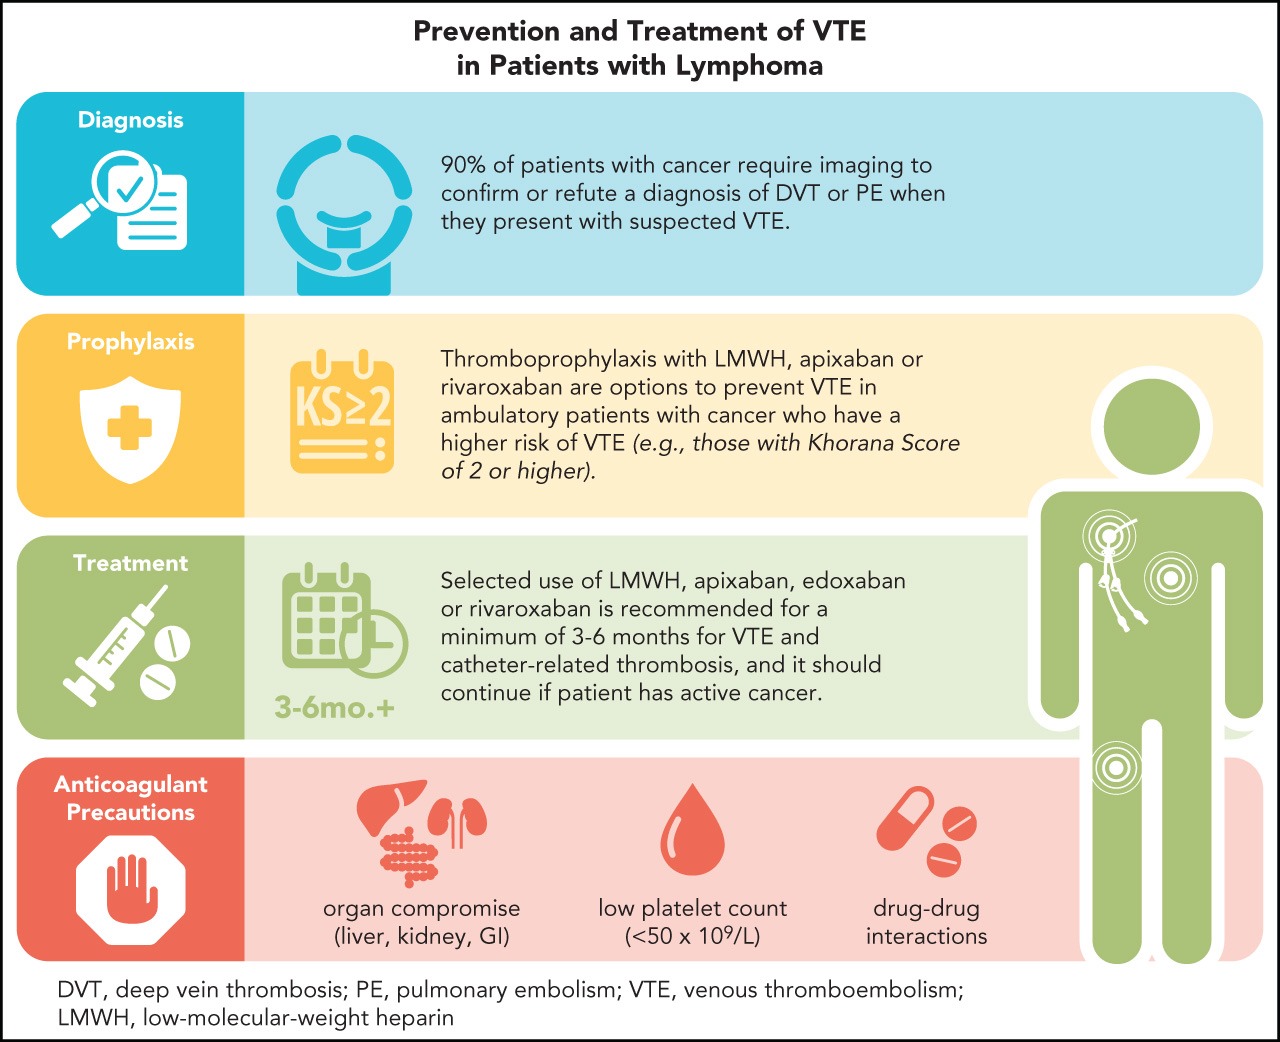 Prevention and Treatment of VTE
in Patients with Lymphoma
Diagnosis
90% of patients with cancer require imaging to
confirm or refute a diagnosis of DVT or PE when
they present with suspected VTE.
Prophylaxis
KS≥2
Thromboprophylaxis with LMWH, apixaban or
rivaroxaban are options to prevent VTE in
ambulatory patients with cancer who have a
higher risk of VTE (e.g., those with Khorana Score
of 2 or higher).
Treatment
3-6mo.+
Selected use of LMWH, apixaban, edoxaban
or rivaroxaban is recommended for a
minimum of 3-6 months for VTE and
catheter-related thrombosis, and it should
continue if patient has active cancer.
Anticoagulant
Precautions
organ compromise
(liver, kidney, GI)
low platelet count
(<50 x 10⁹/L)
drug-drug
interactions
DVT, deep vein thrombosis; PE, pulmonary embolism; VTE, venous thromboembolism;
LMWH, low-molecular-weight heparin